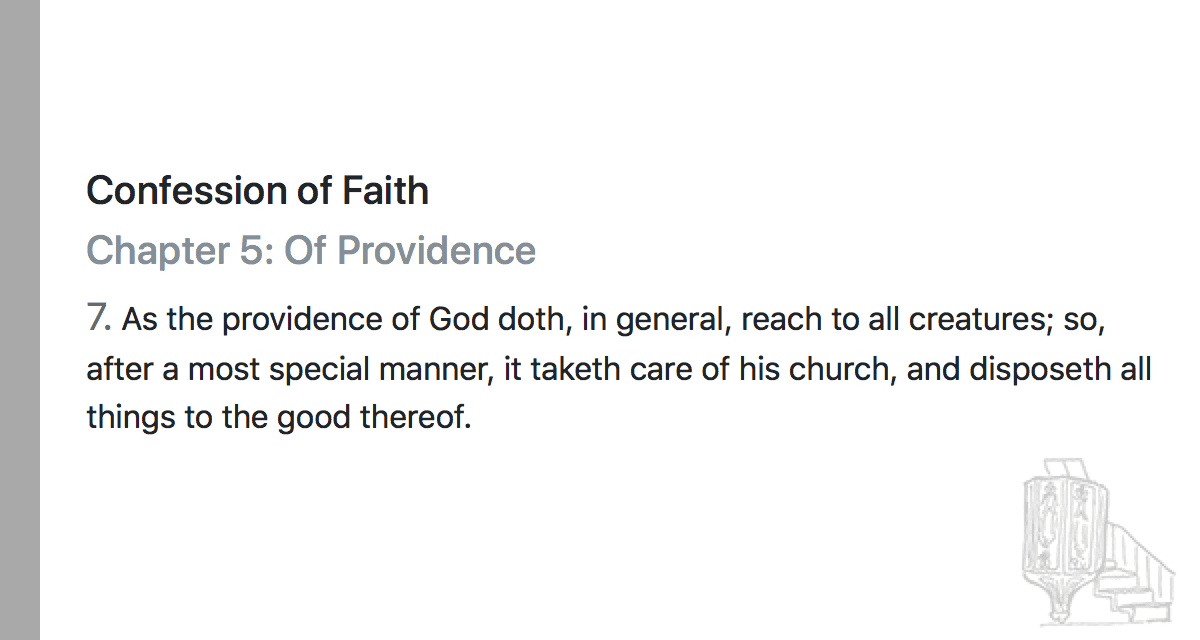 Confession of Faith
Chapter 5: Of Providence
7. As the providence of God doth, in general, reach to all creatures; so,
after a most special manner, it taketh care of his church, and disposeth all
things to the good thereof.